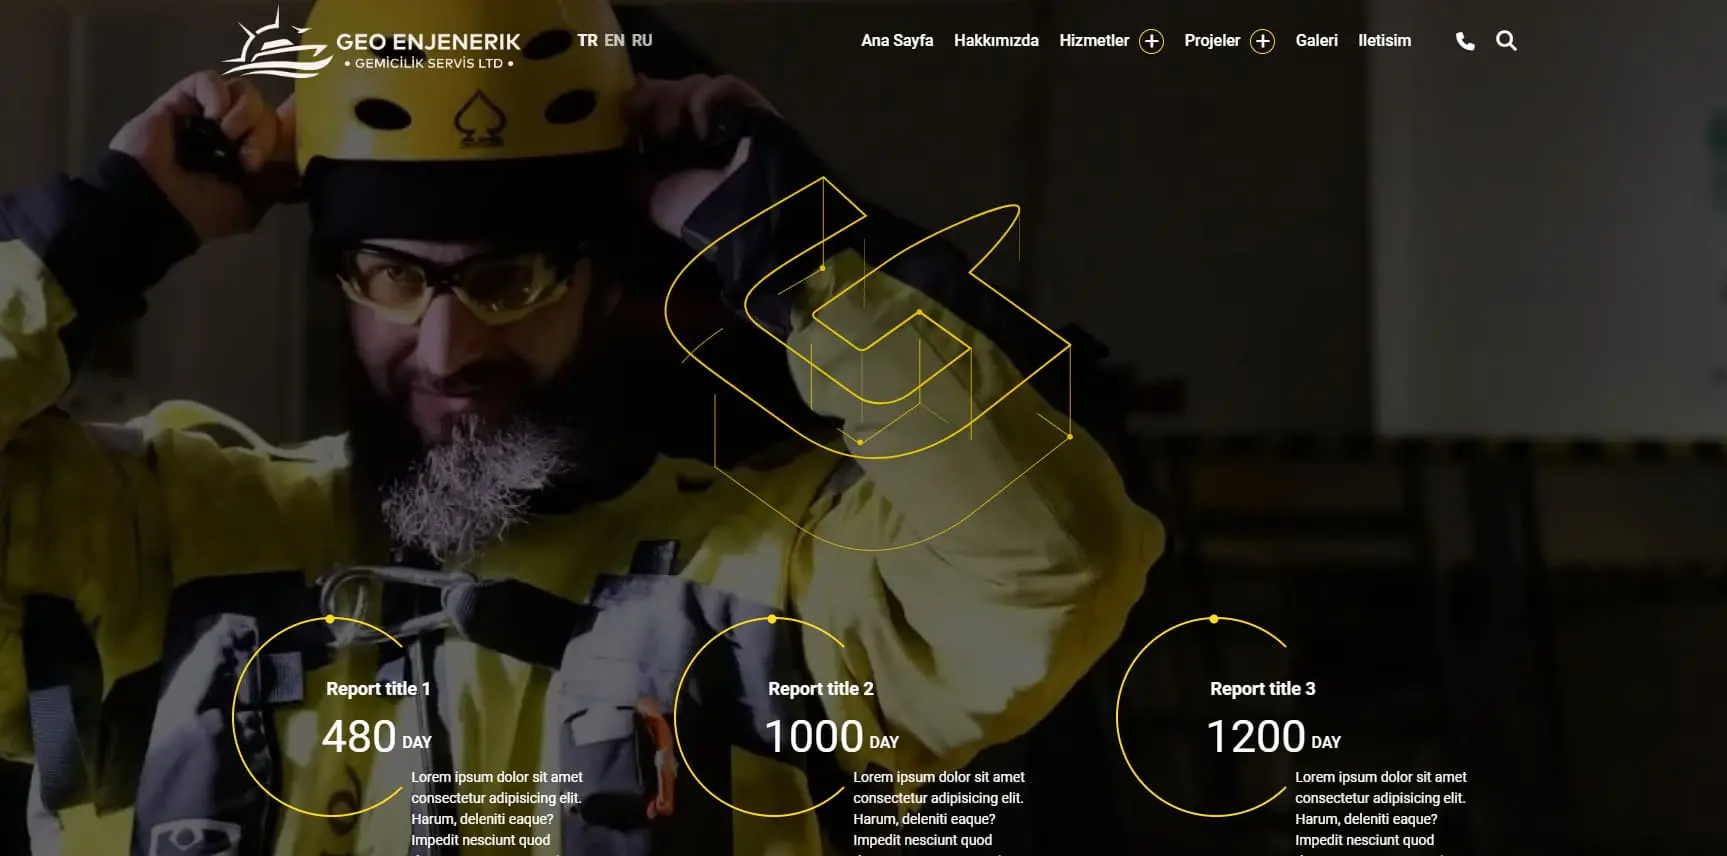 GEO ENJENERIK
• GEMİCİLİK SERVİS LTD •
TR EN RU
Ana Sayfa Hakkımızda Hizmetler Projeler Galeri Iletisim
Report title 1
480 DAY
Lorem ipsum dolor sit amet
consectetur adipisicing elit.
Harum, deleniti eaque?
Impedit nesciunt quod
Report title 2
1000 DAY
Lorem ipsum dolor sit amet
consectetur adipisicing elit.
Harum, deleniti eaque?
Impedit nesciunt quod
Report title 3
1200 DAY
Lorem ipsum dolor sit amet
consectetur adipisicing elit.
Harum, deleniti eaque?
Impedit nesciunt quod